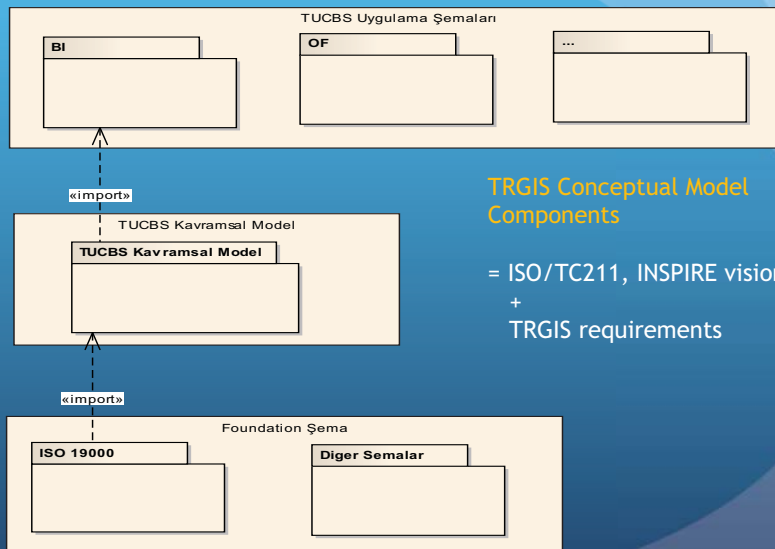 TUCBS Uygulama Şemaları
BI
OF
...
«import»
TUCBS Kavramsal Model
TUCBS Kavramsal Model
TRGIS Conceptual Model
Components
= ISO/TC211, INSPIRE vision
+
TRGIS requirements
«import»
Foundation Şema
ISO 19000
Diger Semalar